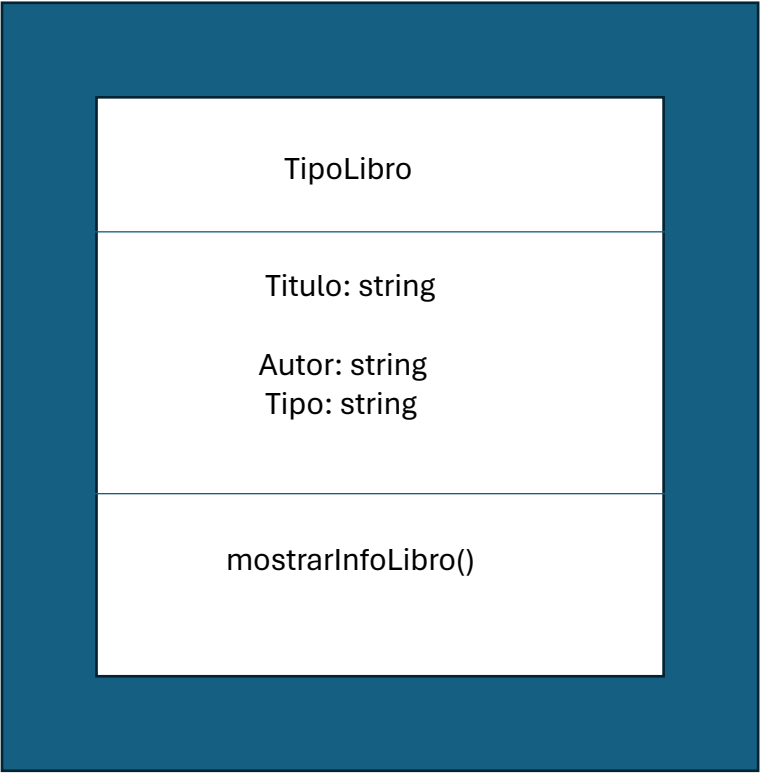 TipoLibro
Titulo: string
Autor: string
Tipo: string
mostrarInfoLibro()